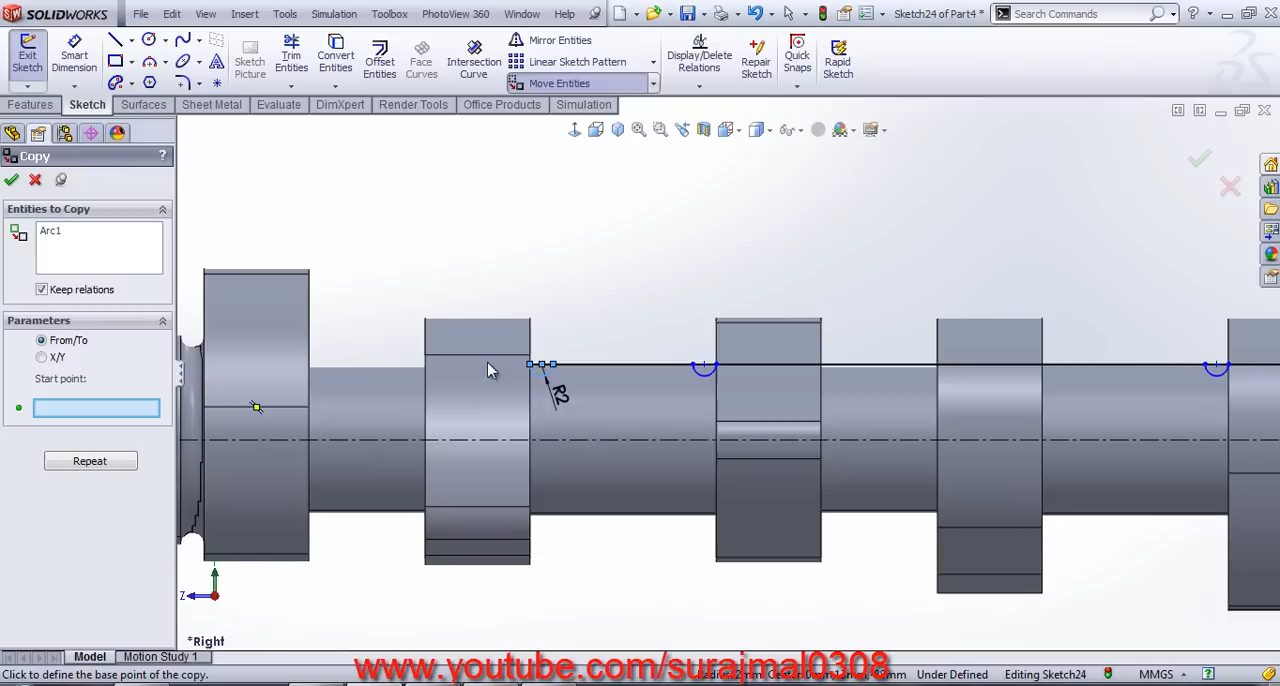 SOLIDWORKS File Edit View Insert Tools Simulation Toolbox PhotoView 360 Window Help Sketch24 of Part4 * Search Commands
Exit Sketch
Smart Dimension
Sketch Picture
Trim Entities
Convert Entities
Offset Entities
Face Curves
Intersection Curve
Mirror Entities
Linear Sketch Pattern
Move Entities
Display/Delete Relations
Repair Sketch
Quick Snaps
Rapid Sketch
Features Sketch Surfaces Sheet Metal Evaluate DimXpert Render Tools Office Products Simulation
Copy ?
Entities to Copy
Arc1
Keep relations
Parameters
From/To
X/Y
Start point:
Repeat
R2
Z
*Right
Model Motion Study 1
www.youtube.com/surajmal0308
Click to define the base point of the copy. Under Defined Editing Sketch24 MMGS